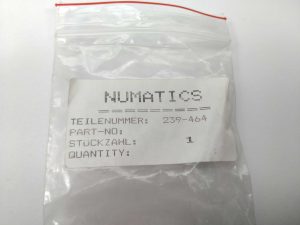 NUMATICS
TEILENUMMER: 239-464
PART-NO:
STÜCKZAHL: 1
QUANTITY: